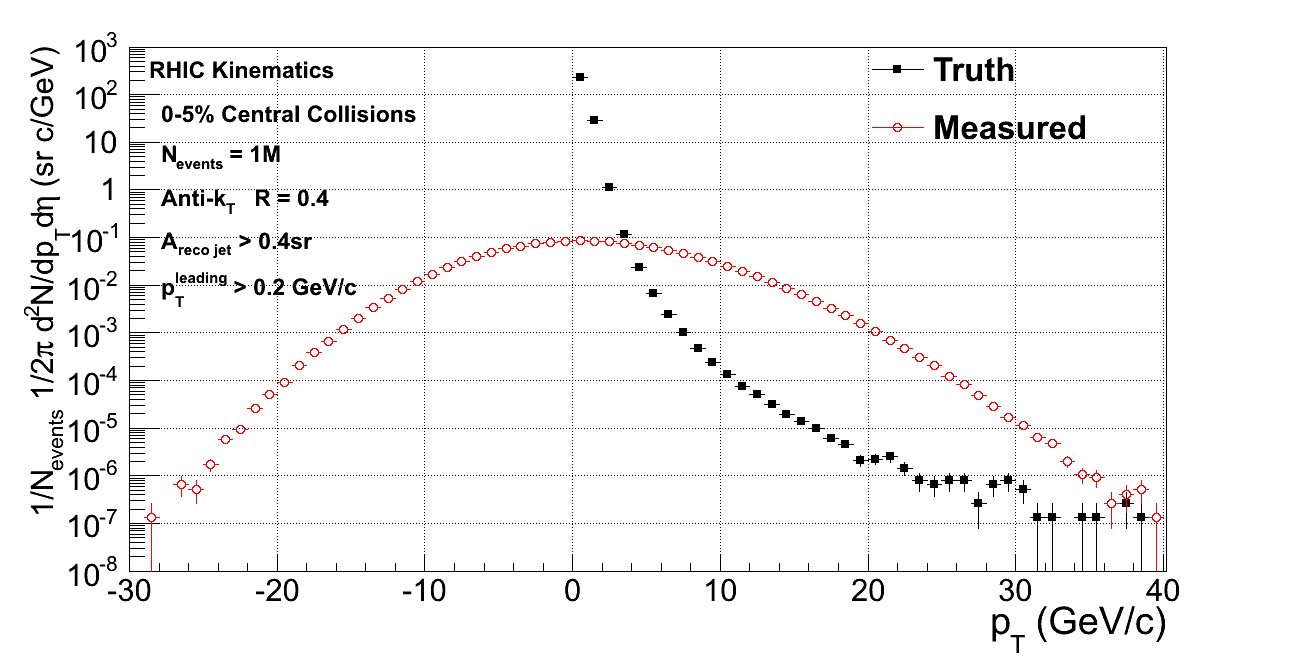 1/N_events 1/2π d²N/dp_T dη (sr c/GeV)
10³
10²
10
1
10⁻¹
10⁻²
10⁻³
10⁻⁴
10⁻⁵
10⁻⁶
10⁻⁷
10⁻⁸
RHIC Kinematics
0-5% Central Collisions
N_events = 1M
Anti-k_T R = 0.4
A_reco jet > 0.4sr
p_T^leading > 0.2 GeV/c
Truth
Measured
-30 -20 -10 0 10 20 30 40
p_T (GeV/c)